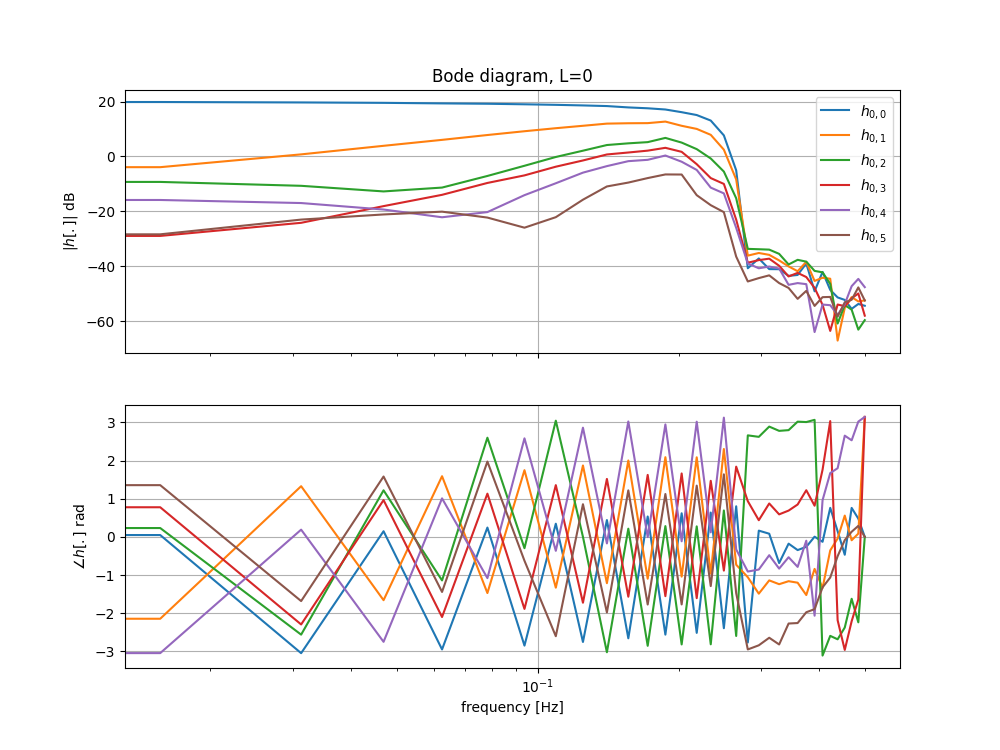 Bode diagram, L=0
|h[.]| dB
20
0
−20
−40
−60
h0,0
h0,1
h0,2
h0,3
h0,4
h0,5
∠h[.] rad
3
2
1
0
−1
−2
−3
10⁻¹
frequency [Hz]